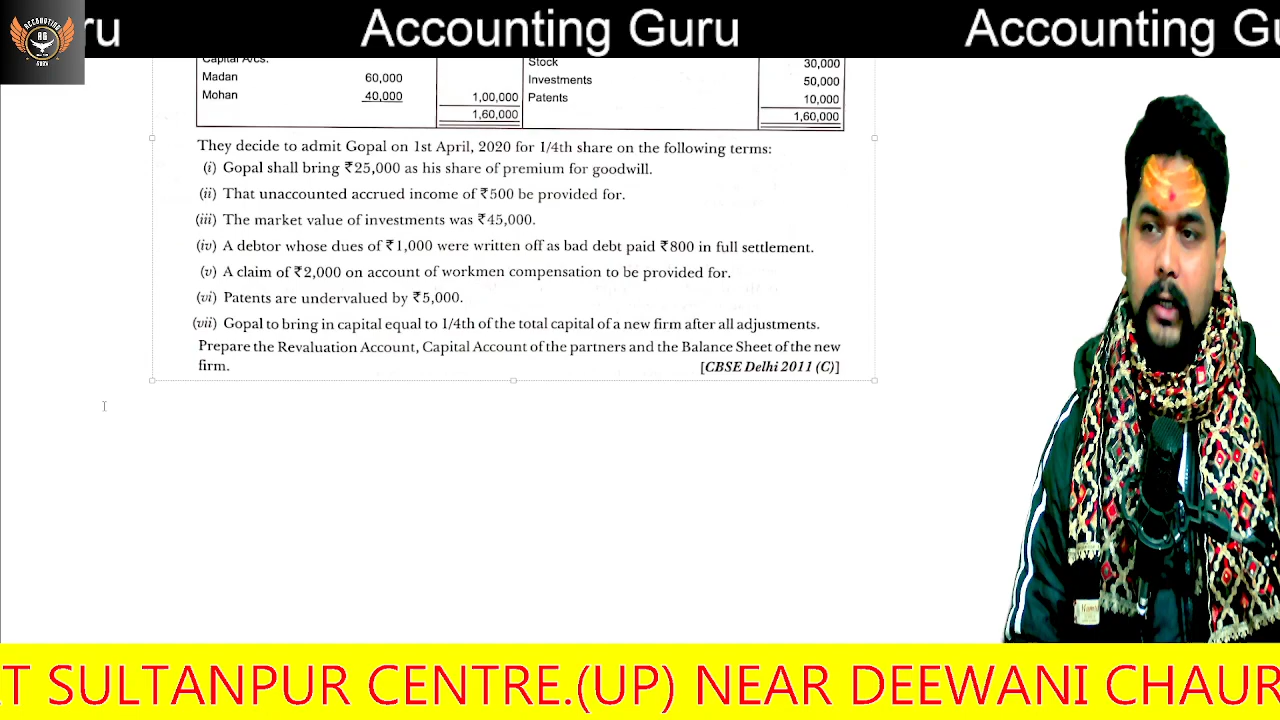 ru Accounting Guru Accounting Gu
ACCOUNTING
AG
GURU
Capital A/cs: Stock 30,000
Madan 60,000 Investments 50,000
Mohan 40,000 1,00,000 Patents 10,000
1,60,000 1,60,000
They decide to admit Gopal on 1st April, 2020 for 1/4th share on the following terms:
(i) Gopal shall bring ₹25,000 as his share of premium for goodwill.
(ii) That unaccounted accrued income of ₹500 be provided for.
(iii) The market value of investments was ₹45,000.
(iv) A debtor whose dues of ₹1,000 were written off as bad debt paid ₹800 in full settlement.
(v) A claim of ₹2,000 on account of workmen compensation to be provided for.
(vi) Patents are undervalued by ₹5,000.
(vii) Gopal to bring in capital equal to 1/4th of the total capital of a new firm after all adjustments.
Prepare the Revaluation Account, Capital Account of the partners and the Balance Sheet of the new
firm. [CBSE Delhi 2011 (C)]
T SULTANPUR CENTRE.(UP) NEAR DEEWANI CHAUR